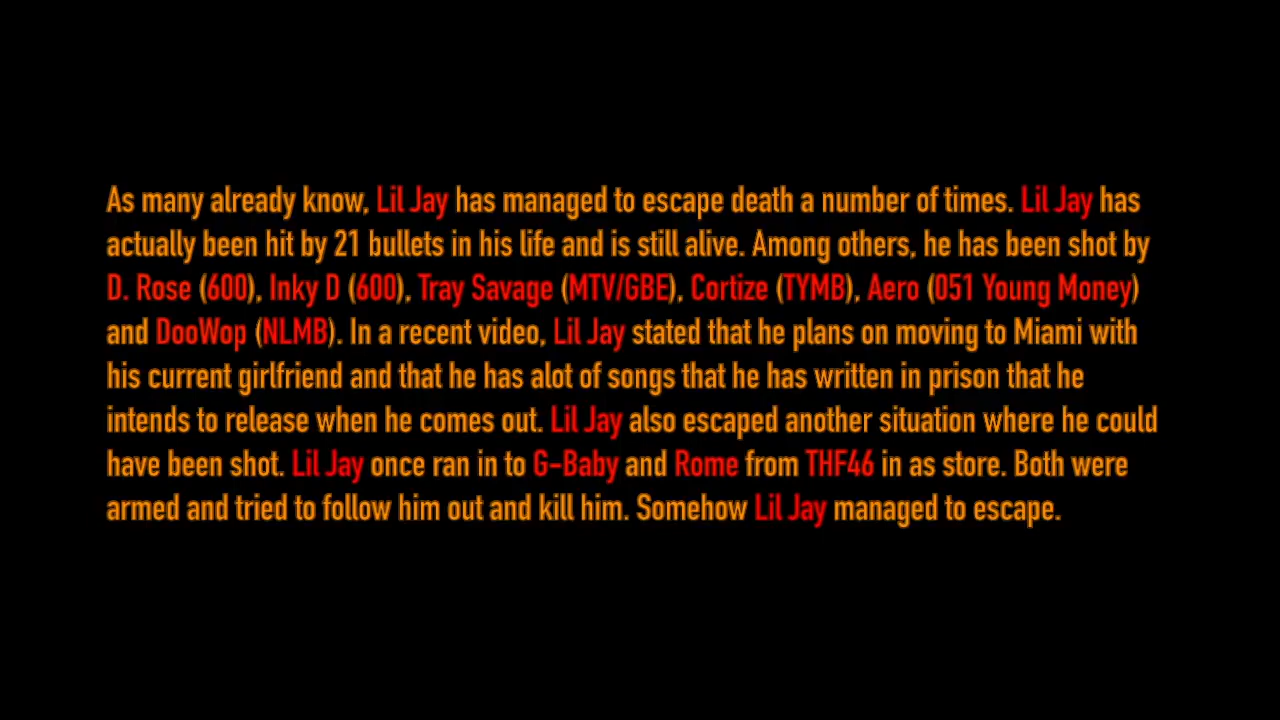 As many already know, Lil Jay has managed to escape death a number of times. Lil Jay has
actually been hit by 21 bullets in his life and is still alive. Among others, he has been shot by
D. Rose (600), Inky D (600), Tray Savage (MTV/GBE), Cortize (TYMB), Aero (051 Young Money)
and DooWop (NLMB). In a recent video, Lil Jay stated that he plans on moving to Miami with
his current girlfriend and that he has alot of songs that he has written in prison that he
intends to release when he comes out. Lil Jay also escaped another situation where he could
have been shot. Lil Jay once ran in to G-Baby and Rome from THF46 in as store. Both were
armed and tried to follow him out and kill him. Somehow Lil Jay managed to escape.